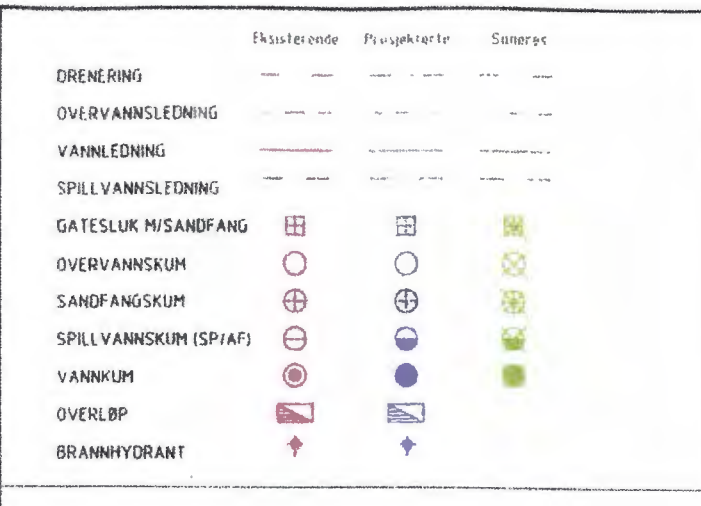 Eksisterende Prosjekterte Saneres
DRENERING
OVERVANNSLEDNING
VANNLEDNING
SPILLVANNSLEDNING
GATESLUK M/SANDFANG
OVERVANNSKUM
SANDFANGSKUM
SPILLVANNSKUM (SP/AF)
VANNKUM
OVERLØP
BRANNHYDRANT